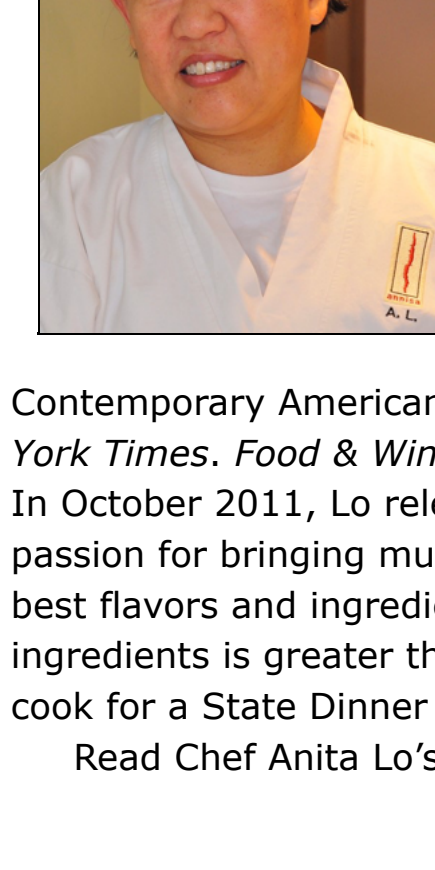 annisa
A. L.
Contemporary American
York Times. Food & Win
In October 2011, Lo rele
passion for bringing mu
best flavors and ingredie
ingredients is greater th
cook for a State Dinner
Read Chef Anita Lo’s